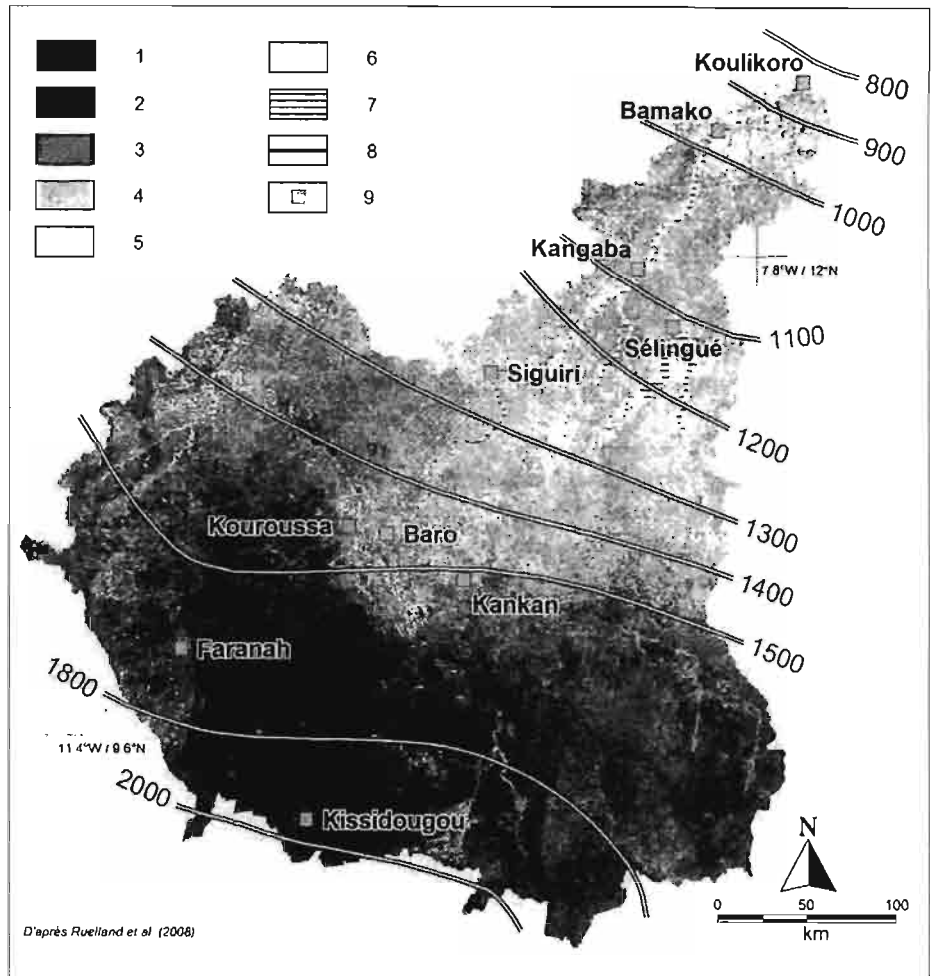 1
2
3
4
5
6
7
8
9
Koulikoro
800
Bamako
900
1000
Kangaba
7.8°W / 12°N
1100
Sélingué
Siguiri
1200
1300
Kouroussa
Baro
1400
Kankan
1500
Faranah
1800
11.4°W / 9.6°N
2000
Kissidougou
N
0 50 100
km
D'après Ruelland et al (2008)